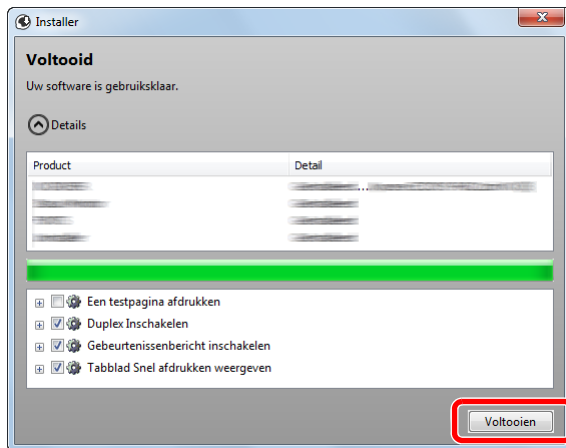 Installer
Voltooid
Uw software is gebruiksklaar.
Details
Product Detail
Een testpagina afdrukken
Duplex Inschakelen
Gebeurtenissenbericht inschakelen
Tabblad Snel afdrukken weergeven
Voltooien